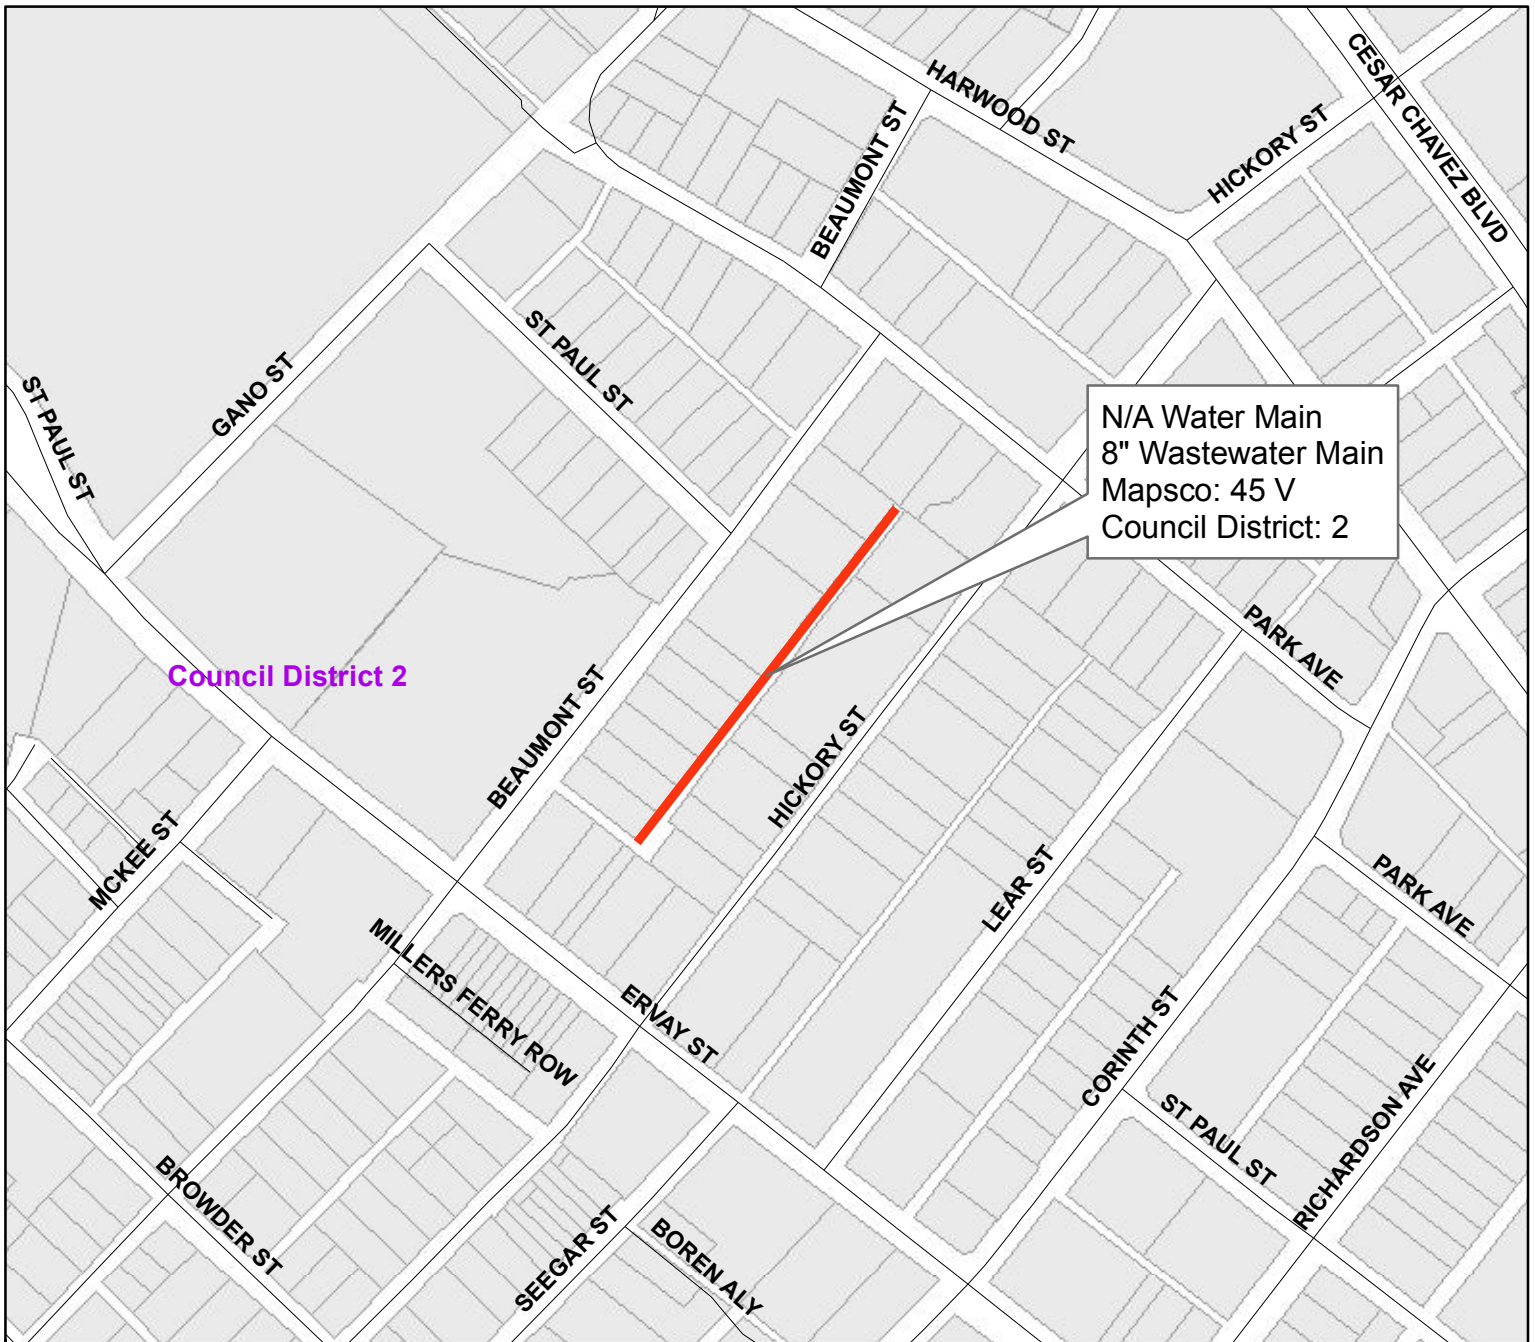 CESAR CHAVEZ BLVD
HARWOOD ST
HICKORY ST
BEAUMONT ST
ST PAUL ST
GANO ST
ST PAUL ST
N/A Water Main
8" Wastewater Main
Mapsco: 45 V
Council District: 2
PARK AVE
Council District 2
BEAUMONT ST
HICKORY ST
MCKEE ST
LEAR ST
PARK AVE
MILLERS FERRY ROW
ERVAY ST
CORINTH ST
RICHARDSON AVE
ST PAUL ST
BROWDER ST
SEEGAR ST
BOREN ALY